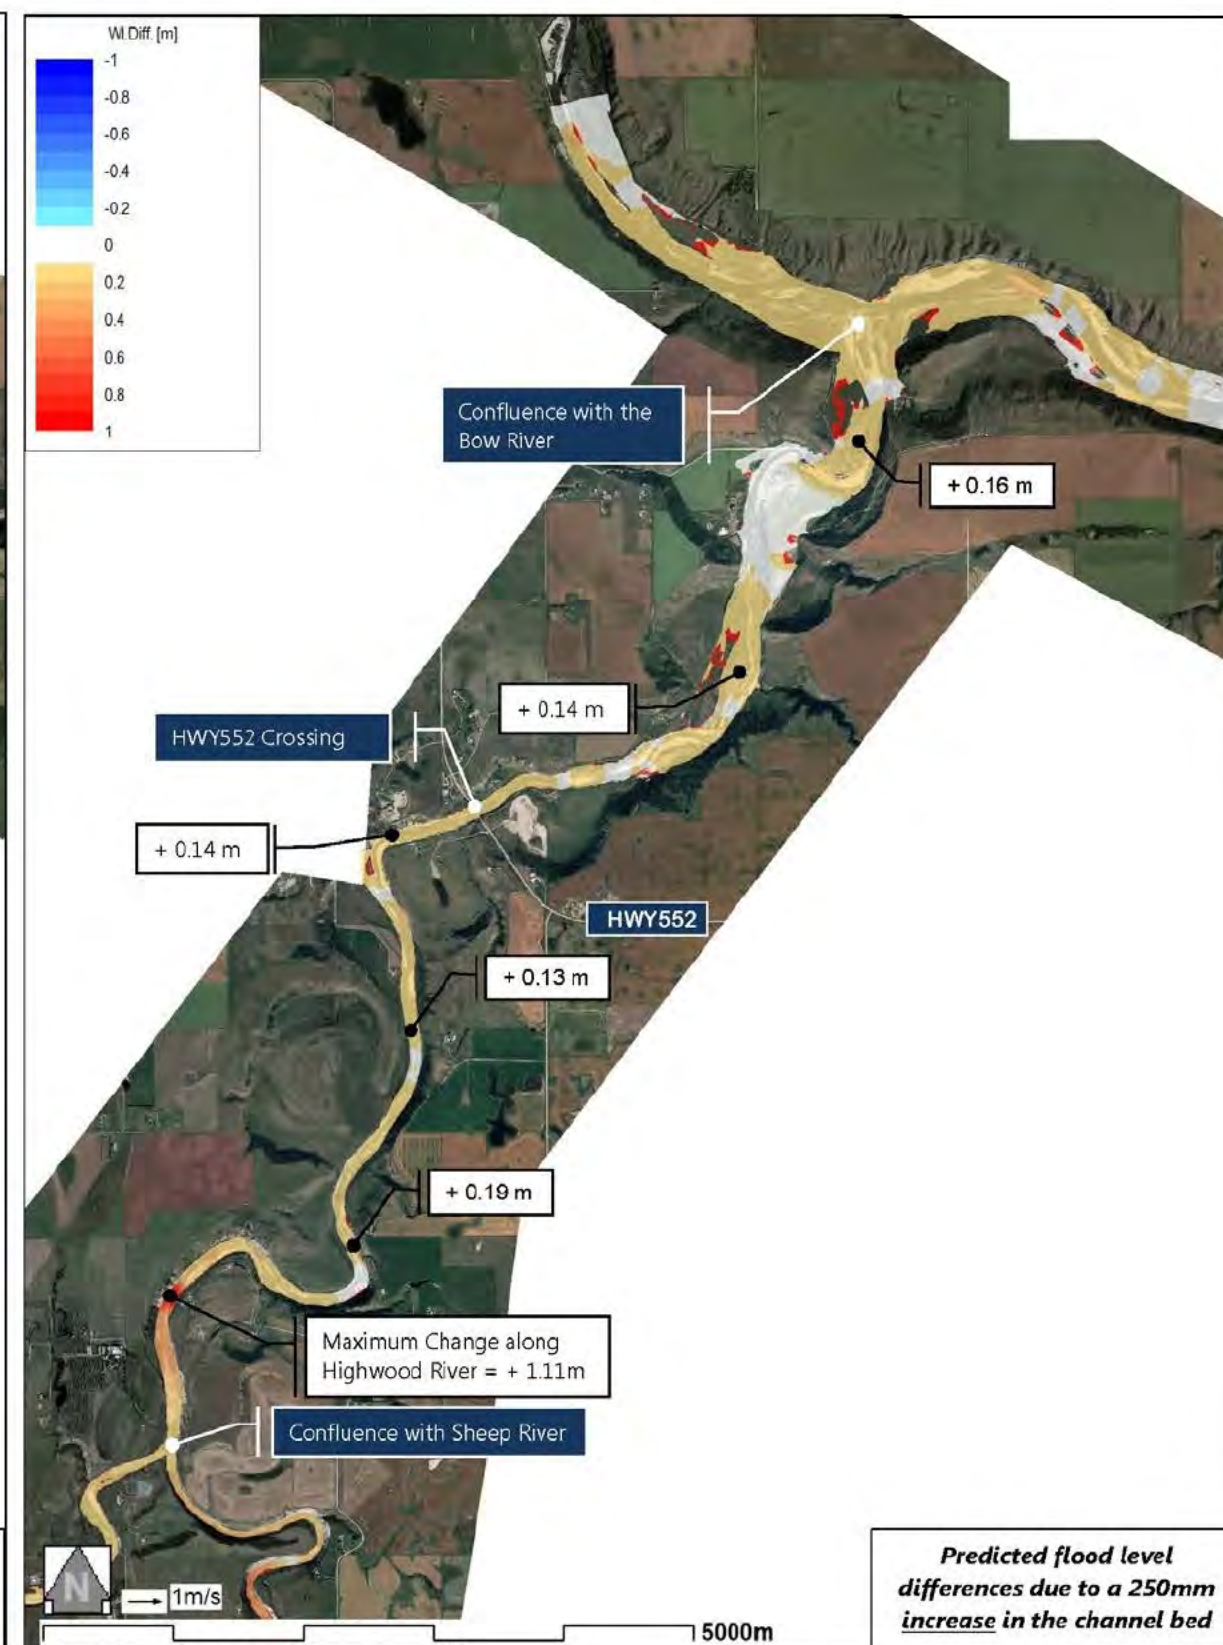 Wl.Diff. [m]
-1
-0.8
-0.6
-0.4
-0.2
0
0.2
0.4
0.6
0.8
1
Confluence with the
Bow River
+ 0.16 m
+ 0.14 m
HWY552 Crossing
+ 0.14 m
HWY552
+ 0.13 m
+ 0.19 m
Maximum Change along
Highwood River = + 1.11m
Confluence with Sheep River
N
1m/s
5000m
Predicted flood level
differences due to a 250mm
increase in the channel bed